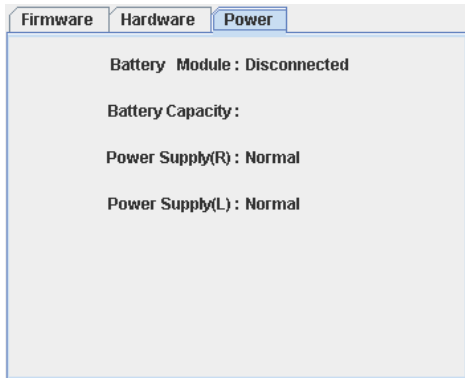 Firmware Hardware Power
Battery Module : Disconnected
Battery Capacity :
Power Supply(R) : Normal
Power Supply(L) : Normal